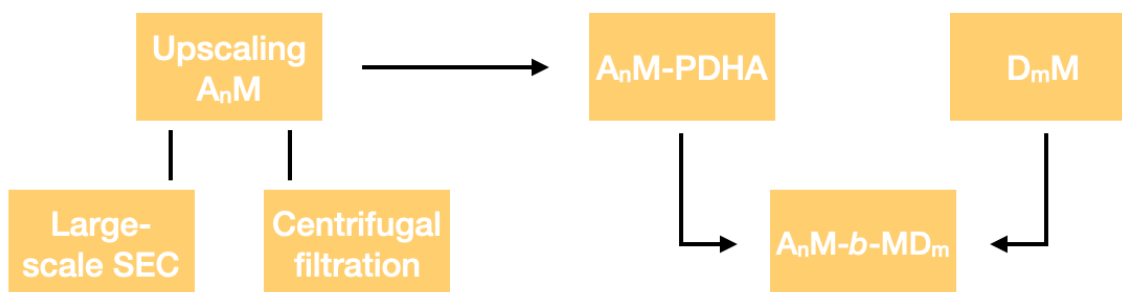 Upscaling
AₙM
AₙM-PDHA
DₘM
Large-
scale SEC
Centrifugal
filtration
AₙM-b-MDₘ